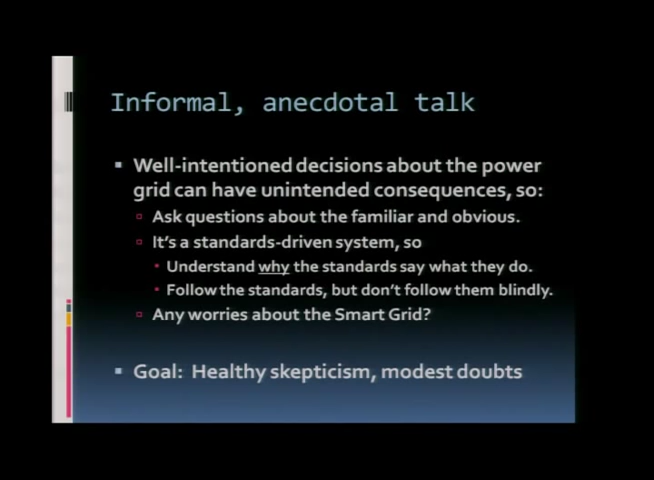 Informal, anecdotal talk
Well-intentioned decisions about the power
grid can have unintended consequences, so:
Ask questions about the familiar and obvious.
It's a standards-driven system, so
Understand why the standards say what they do.
Follow the standards, but don't follow them blindly.
Any worries about the Smart Grid?
Goal: Healthy skepticism, modest doubts